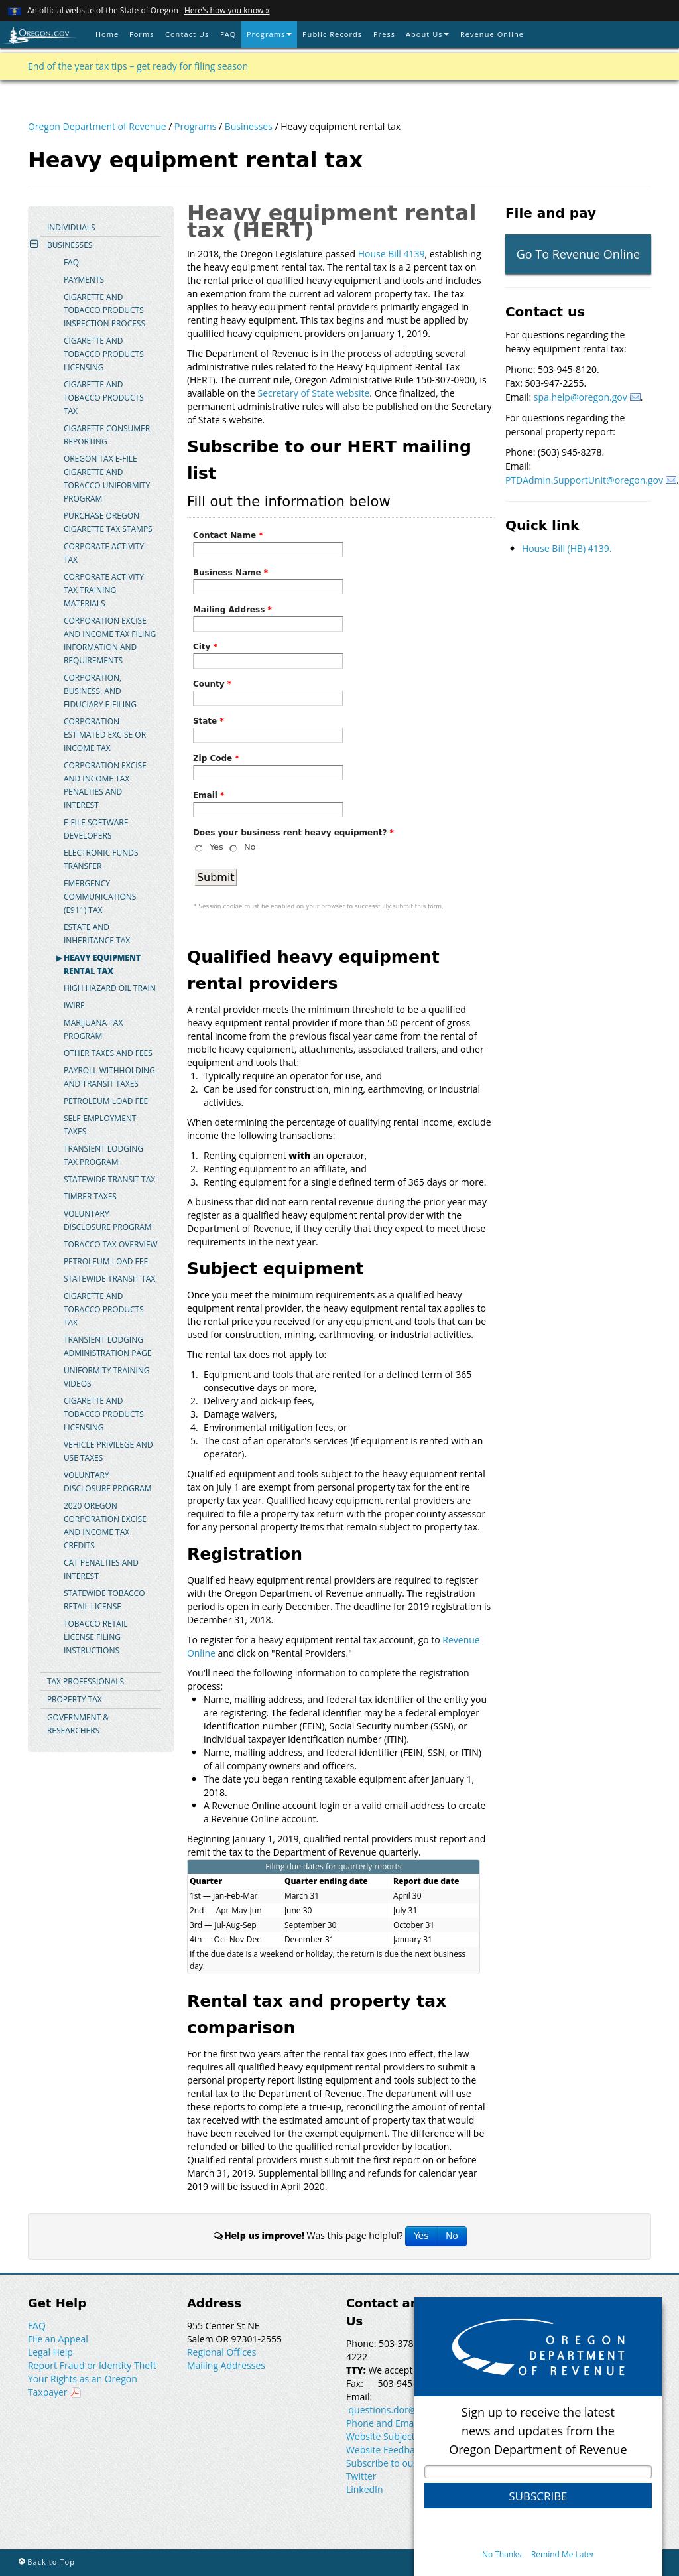 An official website of the State of Oregon Here's how you know »
OREGON.GOV Home Forms Contact Us FAQ Programs Public Records Press About Us Revenue Online
End of the year tax tips – get ready for filing season
Oregon Department of Revenue / Programs / Businesses / Heavy equipment rental tax
Heavy equipment rental tax
INDIVIDUALS
BUSINESSES
FAQ
PAYMENTS
CIGARETTE AND
TOBACCO PRODUCTS
INSPECTION PROCESS
CIGARETTE AND
TOBACCO PRODUCTS
LICENSING
CIGARETTE AND
TOBACCO PRODUCTS
TAX
CIGARETTE CONSUMER
REPORTING
OREGON TAX E-FILE
CIGARETTE AND
TOBACCO UNIFORMITY
PROGRAM
PURCHASE OREGON
CIGARETTE TAX STAMPS
CORPORATE ACTIVITY
TAX
CORPORATE ACTIVITY
TAX TRAINING
MATERIALS
CORPORATION EXCISE
AND INCOME TAX FILING
INFORMATION AND
REQUIREMENTS
CORPORATION,
BUSINESS, AND
FIDUCIARY E-FILING
CORPORATION
ESTIMATED EXCISE OR
INCOME TAX
CORPORATION EXCISE
AND INCOME TAX
PENALTIES AND
INTEREST
E-FILE SOFTWARE
DEVELOPERS
ELECTRONIC FUNDS
TRANSFER
EMERGENCY
COMMUNICATIONS
(E911) TAX
ESTATE AND
INHERITANCE TAX
HEAVY EQUIPMENT
RENTAL TAX
HIGH HAZARD OIL TRAIN
IWIRE
MARIJUANA TAX
PROGRAM
OTHER TAXES AND FEES
PAYROLL WITHHOLDING
AND TRANSIT TAXES
PETROLEUM LOAD FEE
SELF-EMPLOYMENT
TAXES
TRANSIENT LODGING
TAX PROGRAM
STATEWIDE TRANSIT TAX
TIMBER TAXES
VOLUNTARY
DISCLOSURE PROGRAM
TOBACCO TAX OVERVIEW
PETROLEUM LOAD FEE
STATEWIDE TRANSIT TAX
CIGARETTE AND
TOBACCO PRODUCTS
TAX
TRANSIENT LODGING
ADMINISTRATION PAGE
UNIFORMITY TRAINING
VIDEOS
CIGARETTE AND
TOBACCO PRODUCTS
LICENSING
VEHICLE PRIVILEGE AND
USE TAXES
VOLUNTARY
DISCLOSURE PROGRAM
2020 OREGON
CORPORATION EXCISE
AND INCOME TAX
CREDITS
CAT PENALTIES AND
INTEREST
STATEWIDE TOBACCO
RETAIL LICENSE
TOBACCO RETAIL
LICENSE FILING
INSTRUCTIONS
TAX PROFESSIONALS
PROPERTY TAX
GOVERNMENT &
RESEARCHERS
Heavy equipment rental
tax (HERT)
In 2018, the Oregon Legislature passed House Bill 4139, establishing
the heavy equipment rental tax. The rental tax is a 2 percent tax on
the rental price of qualified heavy equipment and tools and includes
an exemption from the current ad valorem property tax. The tax
applies to heavy equipment rental providers primarily engaged in
renting heavy equipment. This tax begins and must be applied by
qualified heavy equipment providers on January 1, 2019.
The Department of Revenue is in the process of adopting several
administrative rules related to the Heavy Equipment Rental Tax
(HERT). The current rule, Oregon Administrative Rule 150-307-0900, is
available on the Secretary of State website. Once finalized, the
permanent administrative rules will also be published on the Secretary
of State's website.
Subscribe to our HERT mailing
list
Fill out the information below
Contact Name *
Business Name *
Mailing Address *
City *
County *
State *
Zip Code *
Email *
Does your business rent heavy equipment? *
Yes No
Submit
* Session cookie must be enabled on your browser to successfully submit this form.
Qualified heavy equipment
rental providers
A rental provider meets the minimum threshold to be a qualified
heavy equipment rental provider if more than 50 percent of gross
rental income from the previous fiscal year came from the rental of
mobile heavy equipment, attachments, associated trailers, and other
equipment and tools that:
1. Typically require an operator for use, and
2. Can be used for construction, mining, earthmoving, or industrial
activities.
When determining the percentage of qualifying rental income, exclude
income the following transactions:
1. Renting equipment with an operator,
2. Renting equipment to an affiliate, and
3. Renting equipment for a single defined term of 365 days or more.
A business that did not earn rental revenue during the prior year may
register as a qualified heavy equipment rental provider with the
Department of Revenue, if they certify that they expect to meet these
requirements in the next year.
Subject equipment
Once you meet the minimum requirements as a qualified heavy
equipment rental provider, the heavy equipment rental tax applies to
the rental price you received for any equipment and tools that can be
used for construction, mining, earthmoving, or industrial activities.
The rental tax does not apply to:
1. Equipment and tools that are rented for a defined term of 365
consecutive days or more,
2. Delivery and pick-up fees,
3. Damage waivers,
4. Environmental mitigation fees, or
5. The cost of an operator's services (if equipment is rented with an
operator).
Qualified equipment and tools subject to the heavy equipment rental
tax on July 1 are exempt from personal property tax for the entire
property tax year. Qualified heavy equipment rental providers are
required to file a property tax return with the proper county assessor
for any personal property items that remain subject to property tax.
Registration
Qualified heavy equipment rental providers are required to register
with the Oregon Department of Revenue annually. The registration
period is open in early December. The deadline for 2019 registration is
December 31, 2018.
To register for a heavy equipment rental tax account, go to Revenue
Online and click on "Rental Providers."
You'll need the following information to complete the registration
process:
Name, mailing address, and federal tax identifier of the entity you
are registering. The federal identifier may be a federal employer
identification number (FEIN), Social Security number (SSN), or
individual taxpayer identification number (ITIN).
Name, mailing address, and federal identifier (FEIN, SSN, or ITIN)
of all company owners and officers.
The date you began renting taxable equipment after January 1,
2018.
A Revenue Online account login or a valid email address to create
a Revenue Online account.
Beginning January 1, 2019, qualified rental providers must report and
remit the tax to the Department of Revenue quarterly.
Filing due dates for quarterly reports
Quarter Quarter ending date Report due date
1st — Jan-Feb-Mar March 31 April 30
2nd — Apr-May-Jun June 30 July 31
3rd — Jul-Aug-Sep September 30 October 31
4th — Oct-Nov-Dec December 31 January 31
If the due date is a weekend or holiday, the return is due the next business
day.
Rental tax and property tax
comparison
For the first two years after the rental tax goes into effect, the law
requires all qualified heavy equipment rental providers to submit a
personal property report listing equipment and tools subject to the
rental tax to the Department of Revenue. The department will use
these reports to complete a true-up, reconciling the amount of rental
tax received with the estimated amount of property tax that would
have been received for the exempt equipment. The difference will be
refunded or billed to the qualified rental provider by location.
Qualified rental providers must submit the first report on or before
March 31, 2019. Supplemental billing and refunds for calendar year
2019 will be issued in April 2020.
File and pay
Go To Revenue Online
Contact us
For questions regarding the
heavy equipment rental tax:
Phone: 503-945-8120.
Fax: 503-947-2255.
Email: spa.help@oregon.gov.
For questions regarding the
personal property report:
Phone: (503) 945-8278.
Email:
PTDAdmin.SupportUnit@oregon.gov.
Quick link
House Bill (HB) 4139.
Help us improve! Was this page helpful? Yes No
Get Help
FAQ
File an Appeal
Legal Help
Report Fraud or Identity Theft
Your Rights as an Oregon
Taxpayer
Address
955 Center St NE
Salem OR 97301-2555
Regional Offices
Mailing Addresses
Contact an
Us
Phone: 503-378
4222
TTY: We accept
Fax: 503-945-
Email:
questions.dor@
Phone and Ema
Website Subject
Website Feedba
Subscribe to ou
Twitter
LinkedIn
OREGON
DEPARTMENT
OF REVENUE
Sign up to receive the latest
news and updates from the
Oregon Department of Revenue
SUBSCRIBE
No Thanks Remind Me Later
Back to Top